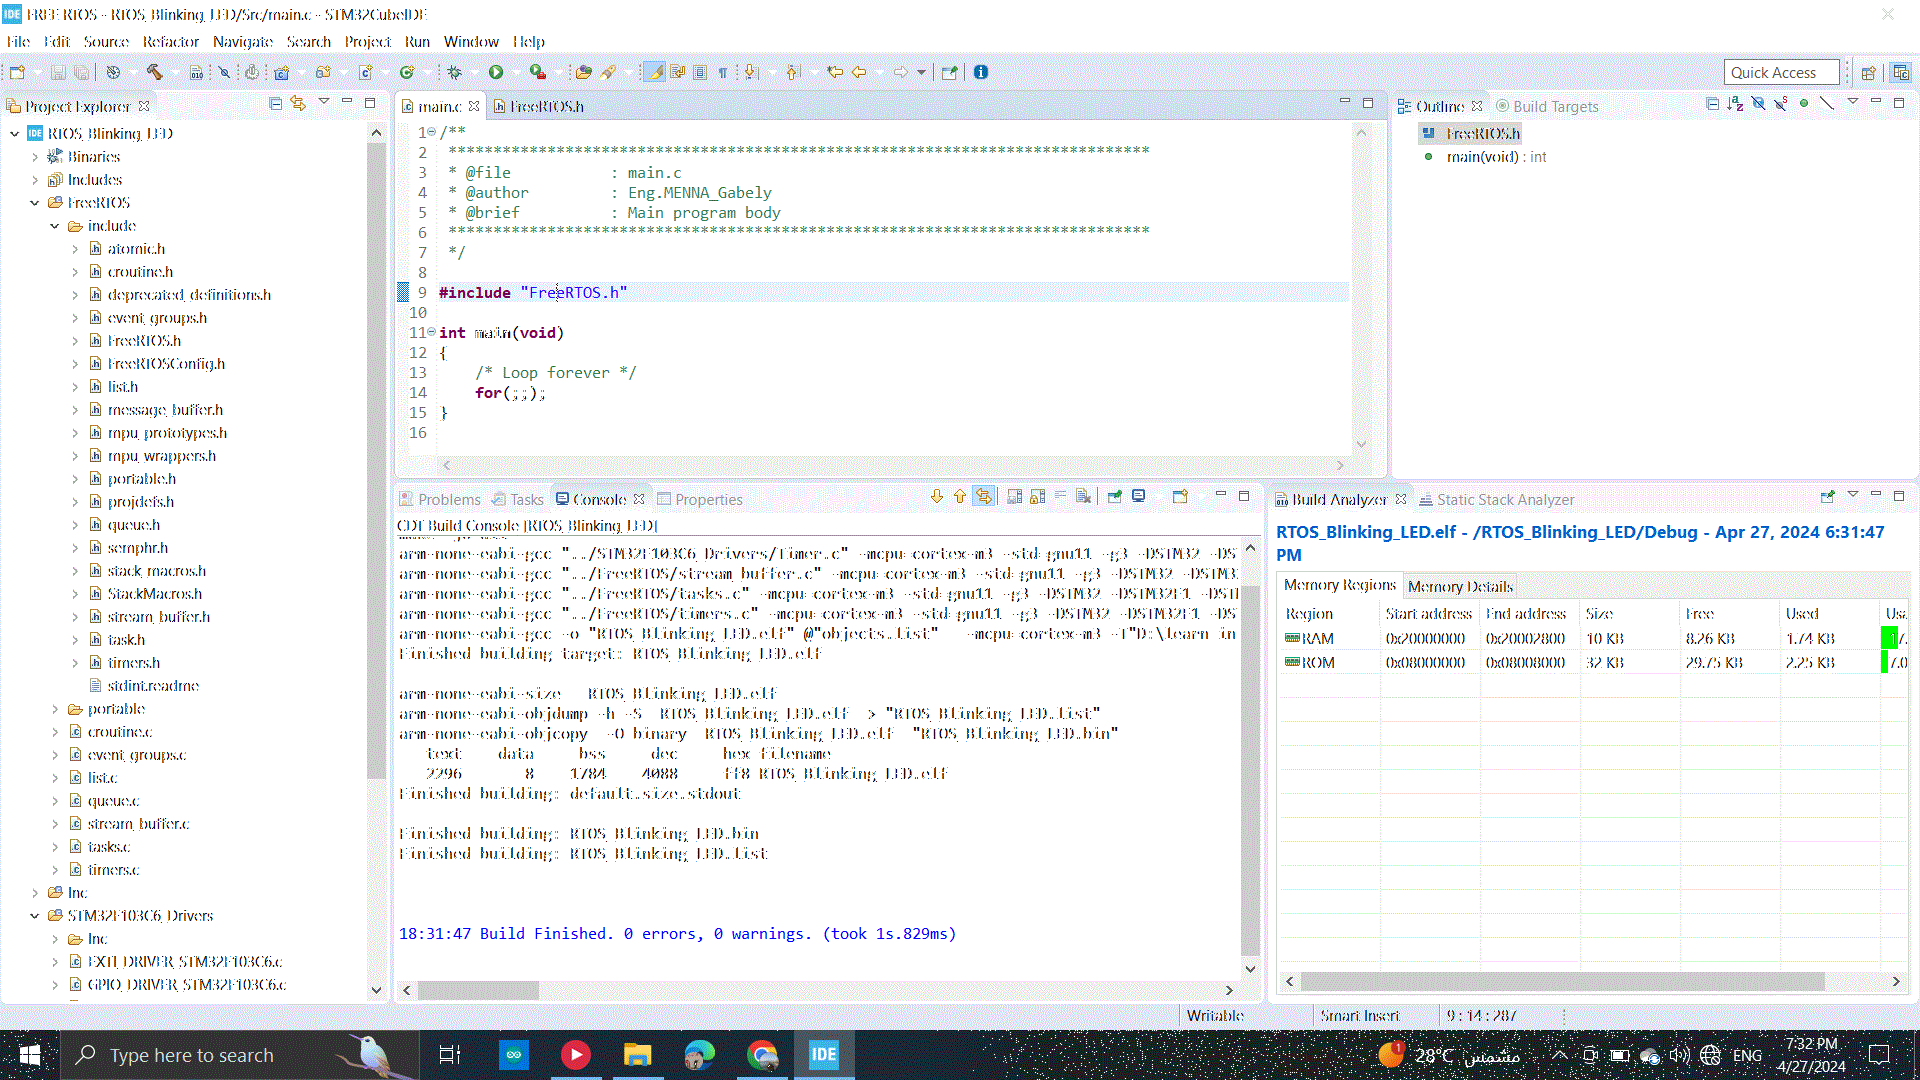 FREE RTOS - RTOS_Blinking_LED/Src/main.c - STM32CubeIDE
File Edit Source Refactor Navigate Search Project Run Window Help
Quick Access
Project Explorer
RTOS_Blinking_LED
Binaries
Includes
FreeRTOS
include
atomic.h
croutine.h
deprecated_definitions.h
event_groups.h
FreeRTOS.h
FreeRTOSConfig.h
list.h
message_buffer.h
mpu_prototypes.h
mpu_wrappers.h
portable.h
projdefs.h
queue.h
semphr.h
stack_macros.h
StackMacros.h
stream_buffer.h
task.h
timers.h
stdint.readme
portable
croutine.c
event_groups.c
list.c
queue.c
stream_buffer.c
tasks.c
timers.c
Inc
STM32F103C6_Drivers
Inc
EXTI_DRIVER_STM32F103C6.c
GPIO_DRIVER_STM32F103C6.c
main.c FreeRTOS.h
1 /**
2 ******************************************************************************
3 * @file : main.c
4 * @author : Eng.MENNA_Gabely
5 * @brief : Main program body
6 ******************************************************************************
7 */
8
9 #include "FreeRTOS.h"
10
11 int main(void)
12 {
13 /* Loop forever */
14 for(;;);
15 }
16
Outline Build Targets
FreeRTOS.h
main(void) : int
Problems Tasks Console Properties
CDT Build Console [RTOS_Blinking_LED]
arm-none-eabi-gcc "../STM32F103C6_Drivers/Timer.c" -mcpu=cortex-m3 -std=gnu11 -g3 -DSTM32 -DS
arm-none-eabi-gcc "../FreeRTOS/stream_buffer.c" -mcpu=cortex-m3 -std=gnu11 -g3 -DSTM32 -DSTM3
arm-none-eabi-gcc "../FreeRTOS/tasks.c" -mcpu=cortex-m3 -std=gnu11 -g3 -DSTM32 -DSTM32F1 -DST
arm-none-eabi-gcc "../FreeRTOS/timers.c" -mcpu=cortex-m3 -std=gnu11 -g3 -DSTM32 -DSTM32F1 -DS
arm-none-eabi-gcc -o "RTOS_Blinking_LED.elf" @"objects.list" -mcpu=cortex-m3 -T"D:\learn in
Finished building target: RTOS_Blinking_LED.elf
arm-none-eabi-size RTOS_Blinking_LED.elf
arm-none-eabi-objdump -h -S RTOS_Blinking_LED.elf > "RTOS_Blinking_LED.list"
arm-none-eabi-objcopy -O binary RTOS_Blinking_LED.elf "RTOS_Blinking_LED.bin"
text data bss dec hex filename
2296 8 1784 4088 ff8 RTOS_Blinking_LED.elf
Finished building: default.size.stdout
Finished building: RTOS_Blinking_LED.bin
Finished building: RTOS_Blinking_LED.list
18:31:47 Build Finished. 0 errors, 0 warnings. (took 1s.829ms)
Build Analyzer Static Stack Analyzer
RTOS_Blinking_LED.elf - /RTOS_Blinking_LED/Debug - Apr 27, 2024 6:31:47
PM
Memory Regions Memory Details
Region Start address End address Size Free Used Usa
RAM 0x20000000 0x20002800 10 KB 8.26 KB 1.74 KB 17.
ROM 0x08000000 0x08008000 32 KB 29.75 KB 2.25 KB 7.0
Writable Smart Insert 9 : 14 : 287
Type here to search
IDE
1
28°C مشمس
ENG
7:32 PM
4/27/2024